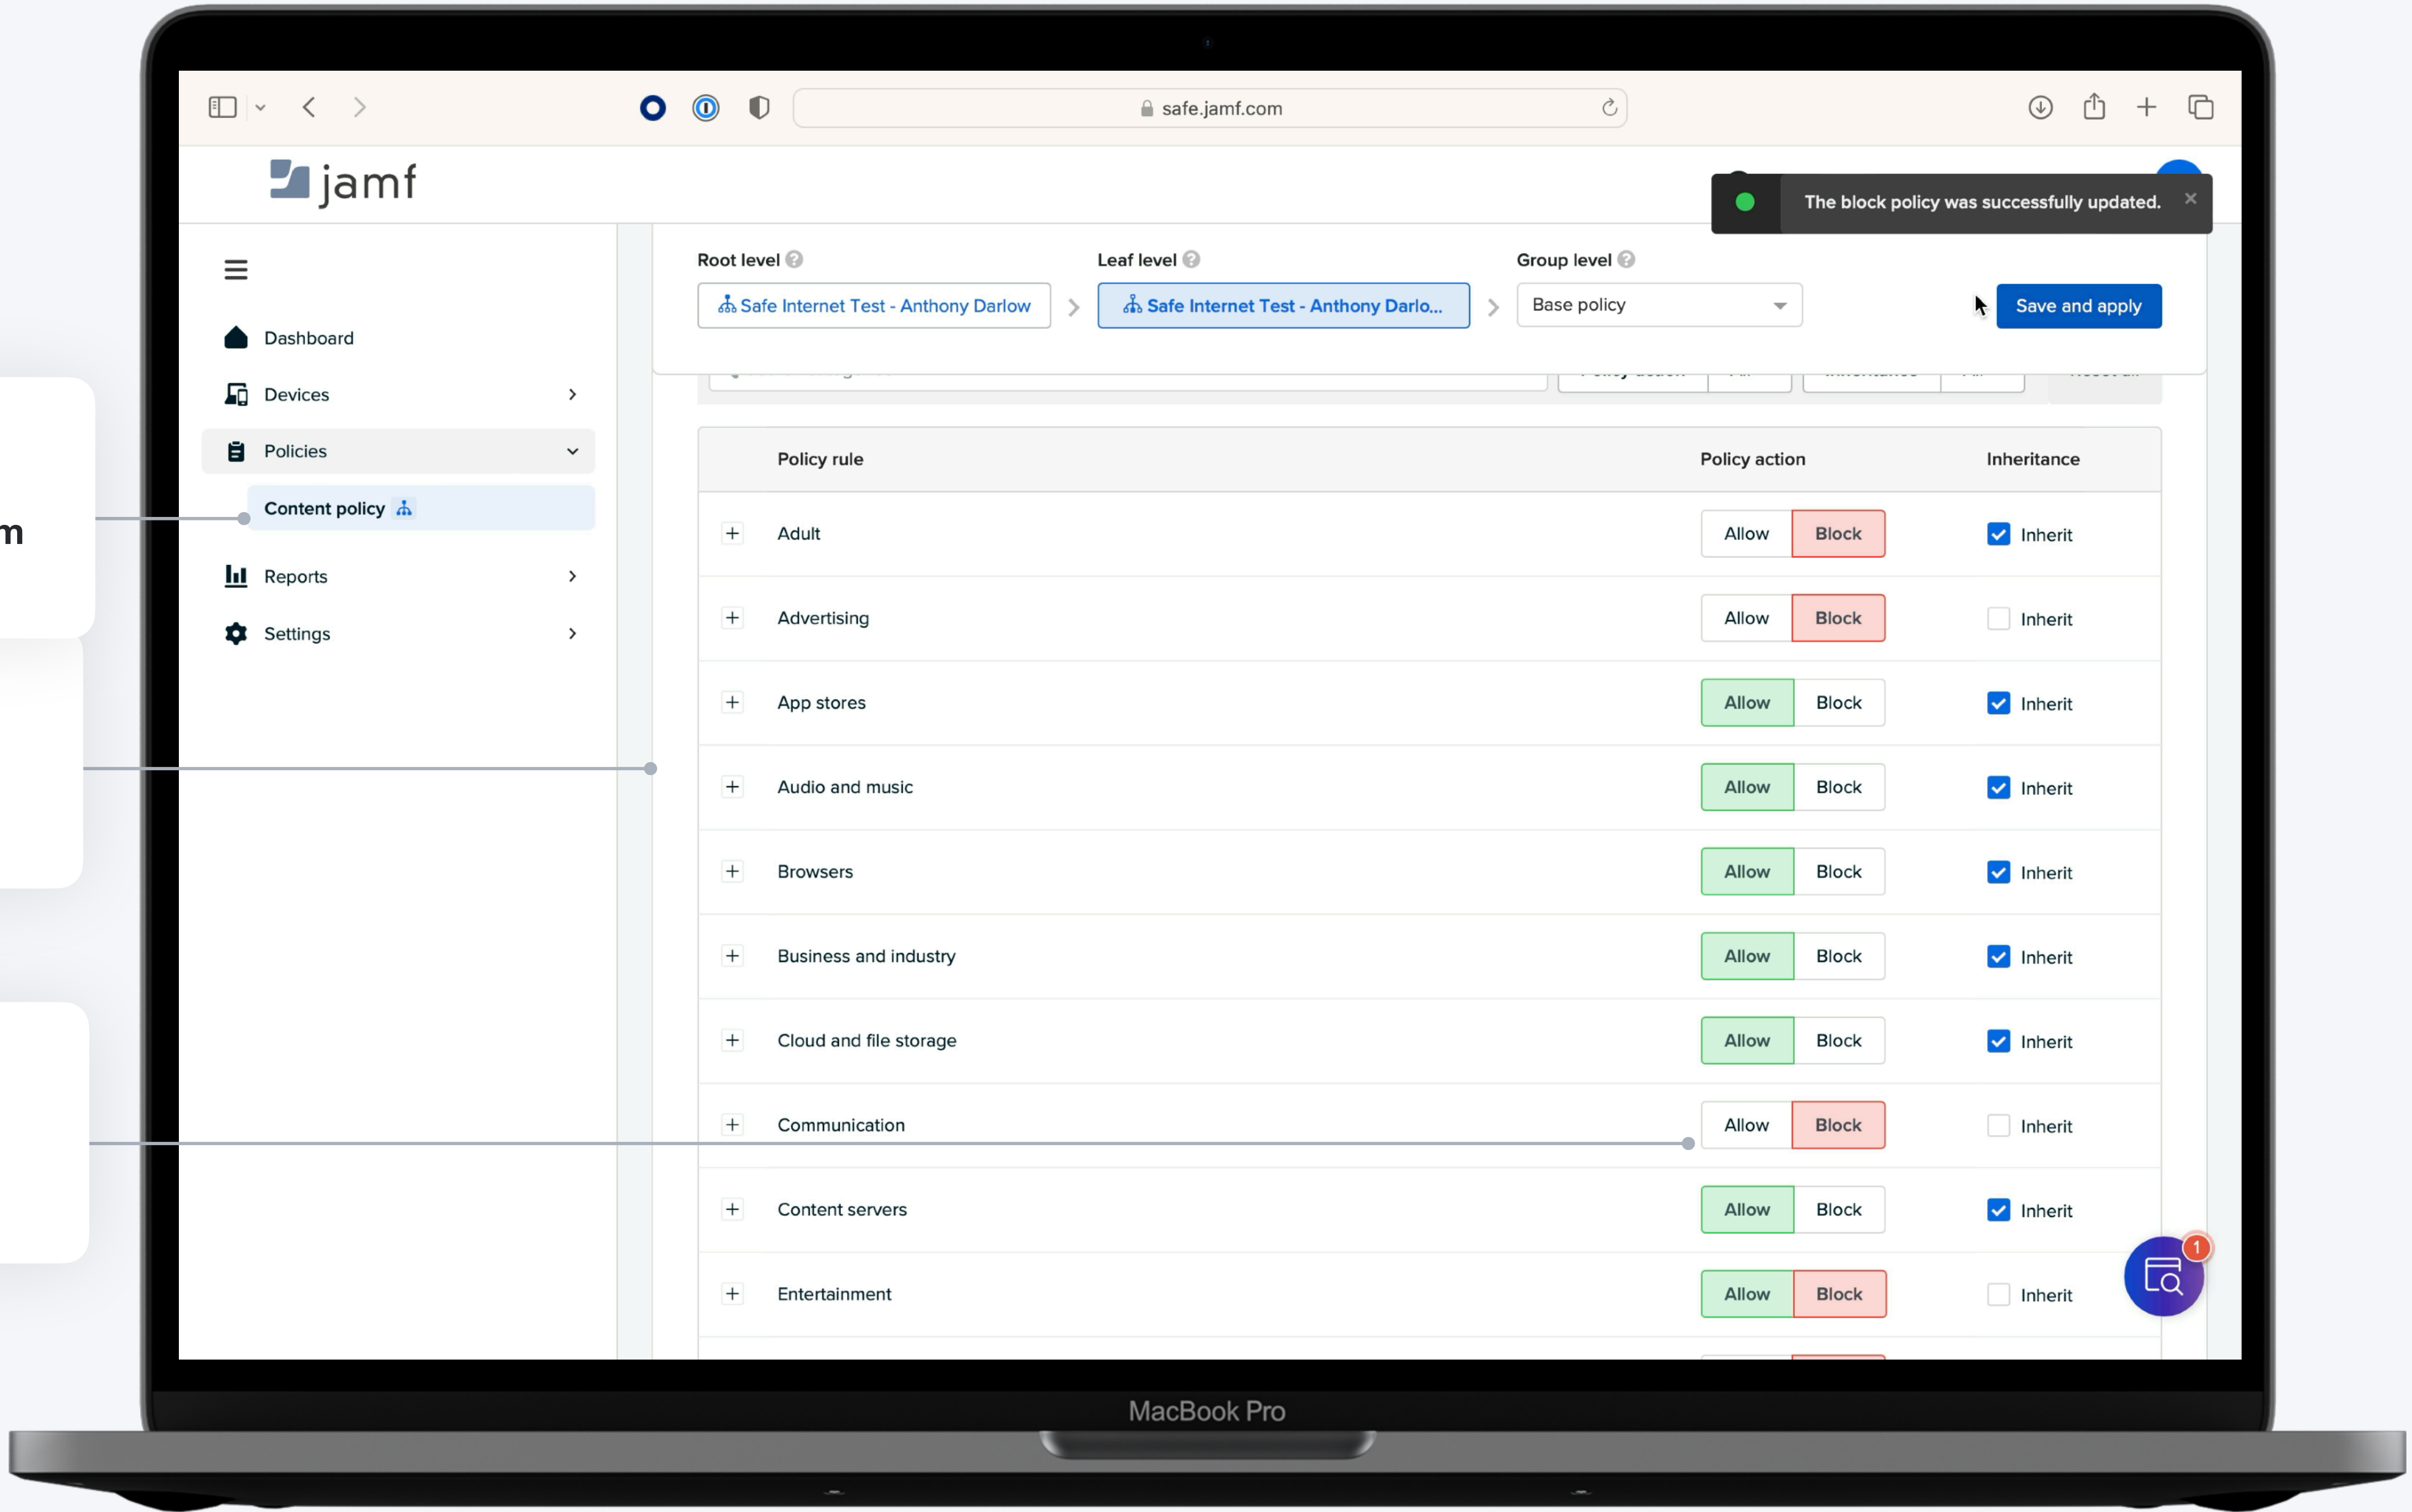 safe.jamf.com
jamf
The block policy was successfully updated.
Root level
Leaf level
Group level
Safe Internet Test - Anthony Darlow
Safe Internet Test - Anthony Darlo...
Base policy
Save and apply
Dashboard
Devices
Policies
Content policy
Reports
Settings
m
Policy rule Policy action Inheritance
Adult Allow Block Inherit
Advertising Allow Block Inherit
App stores Allow Block Inherit
Audio and music Allow Block Inherit
Browsers Allow Block Inherit
Business and industry Allow Block Inherit
Cloud and file storage Allow Block Inherit
Communication Allow Block Inherit
Content servers Allow Block Inherit
1
Entertainment Allow Block Inherit
MacBook Pro